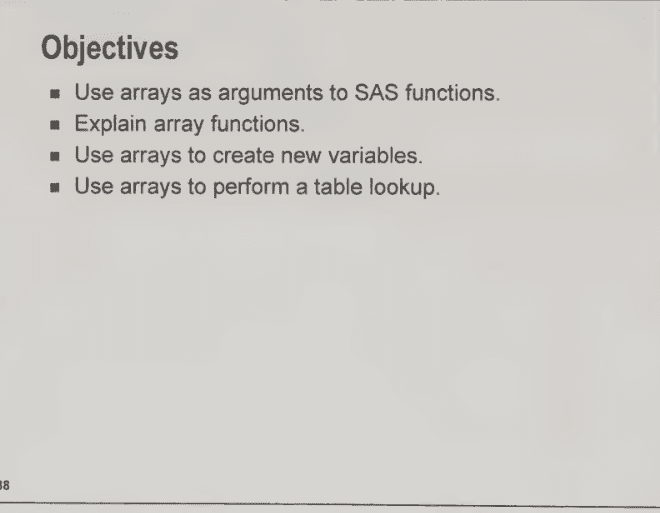 Objectives
■ Use arrays as arguments to SAS functions.
■ Explain array functions.
■ Use arrays to create new variables.
■ Use arrays to perform a table lookup.